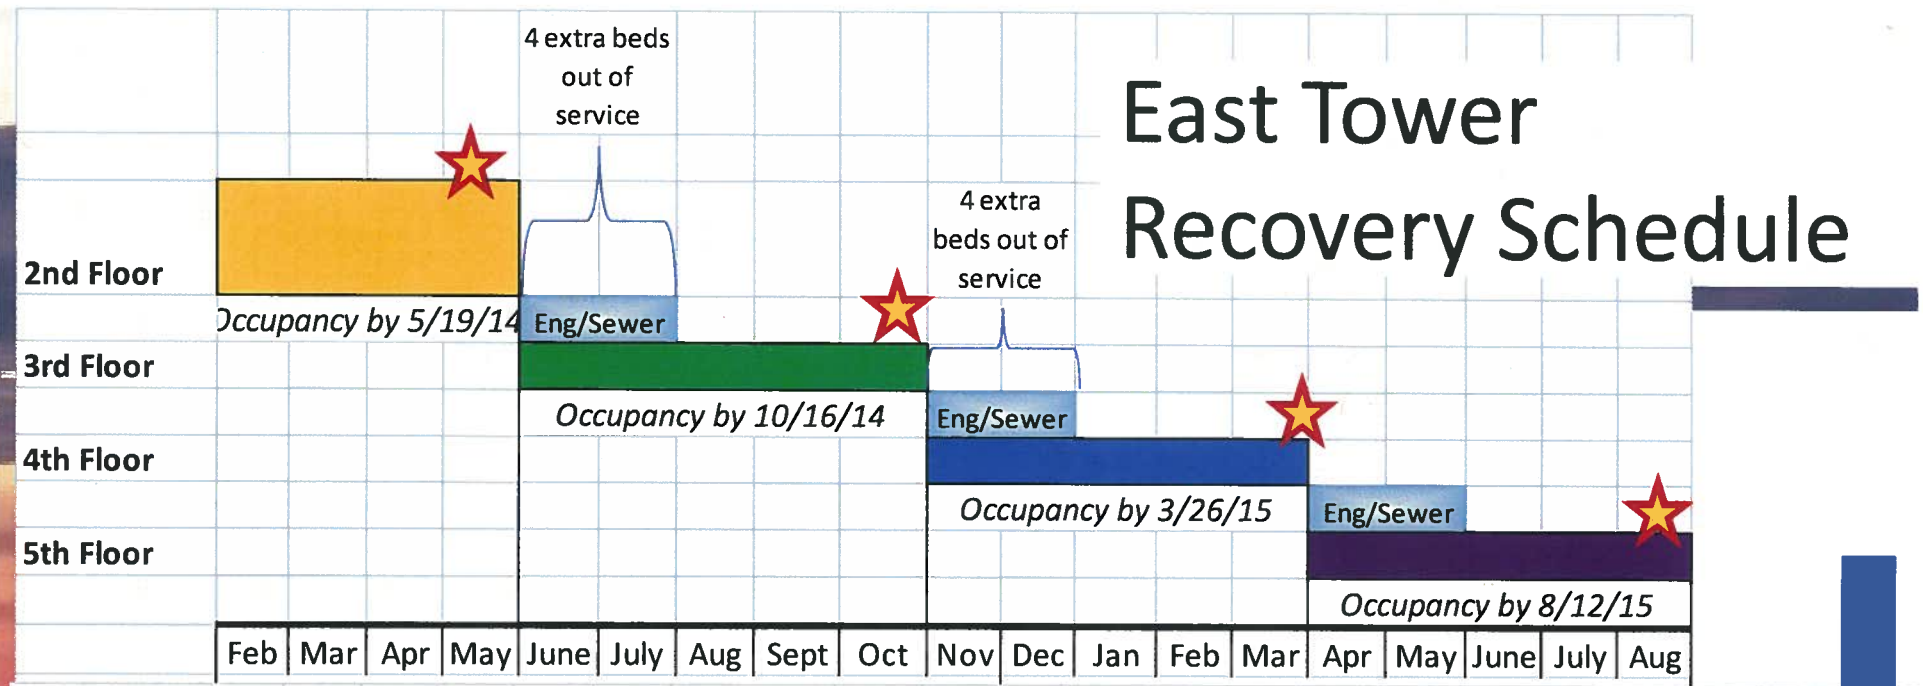 4 extra beds
out of
service
East Tower
Recovery Schedule
4 extra
beds out of
service
2nd Floor
Occupancy by 5/19/14
Eng/Sewer
3rd Floor
Occupancy by 10/16/14
Eng/Sewer
4th Floor
Occupancy by 3/26/15
Eng/Sewer
5th Floor
Occupancy by 8/12/15
Feb Mar Apr May June July Aug Sept Oct Nov Dec Jan Feb Mar Apr May June July Aug